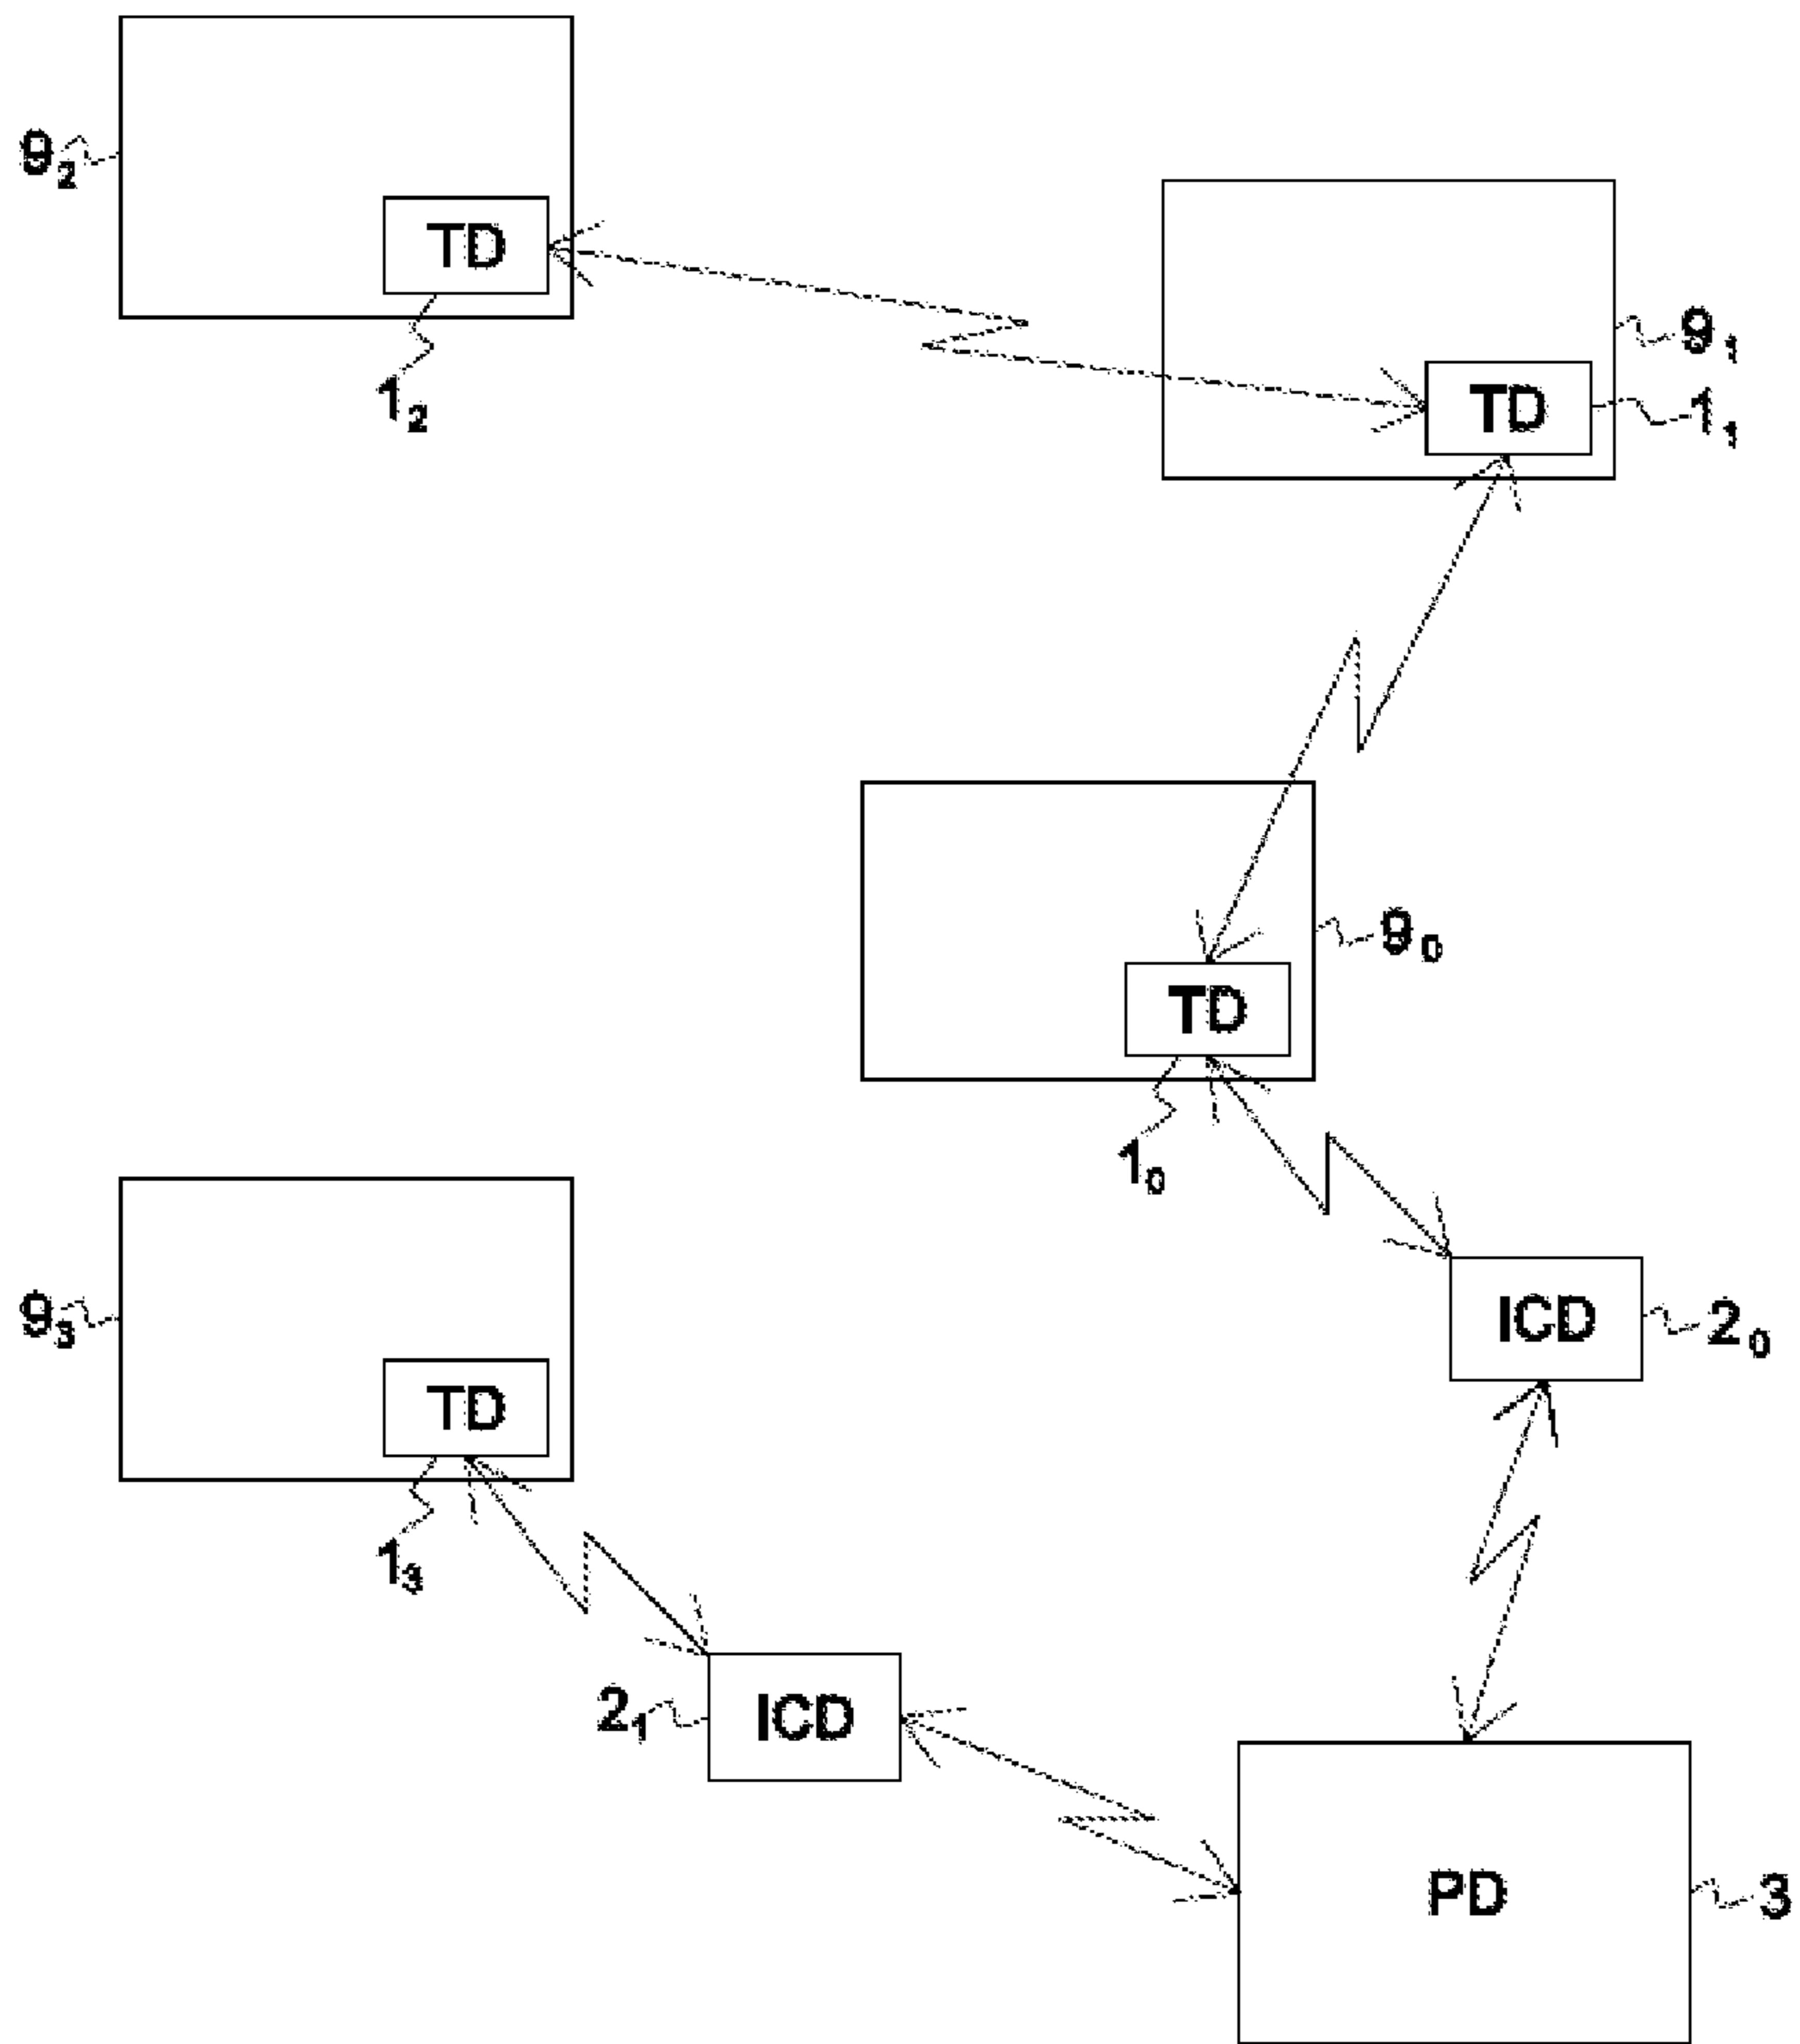 9₂
TD
1₂
9₁
TD
1₁
9₀
TD
1₀
9₃
TD
1₃
ICD
2₀
2₁
ICD
PD
3